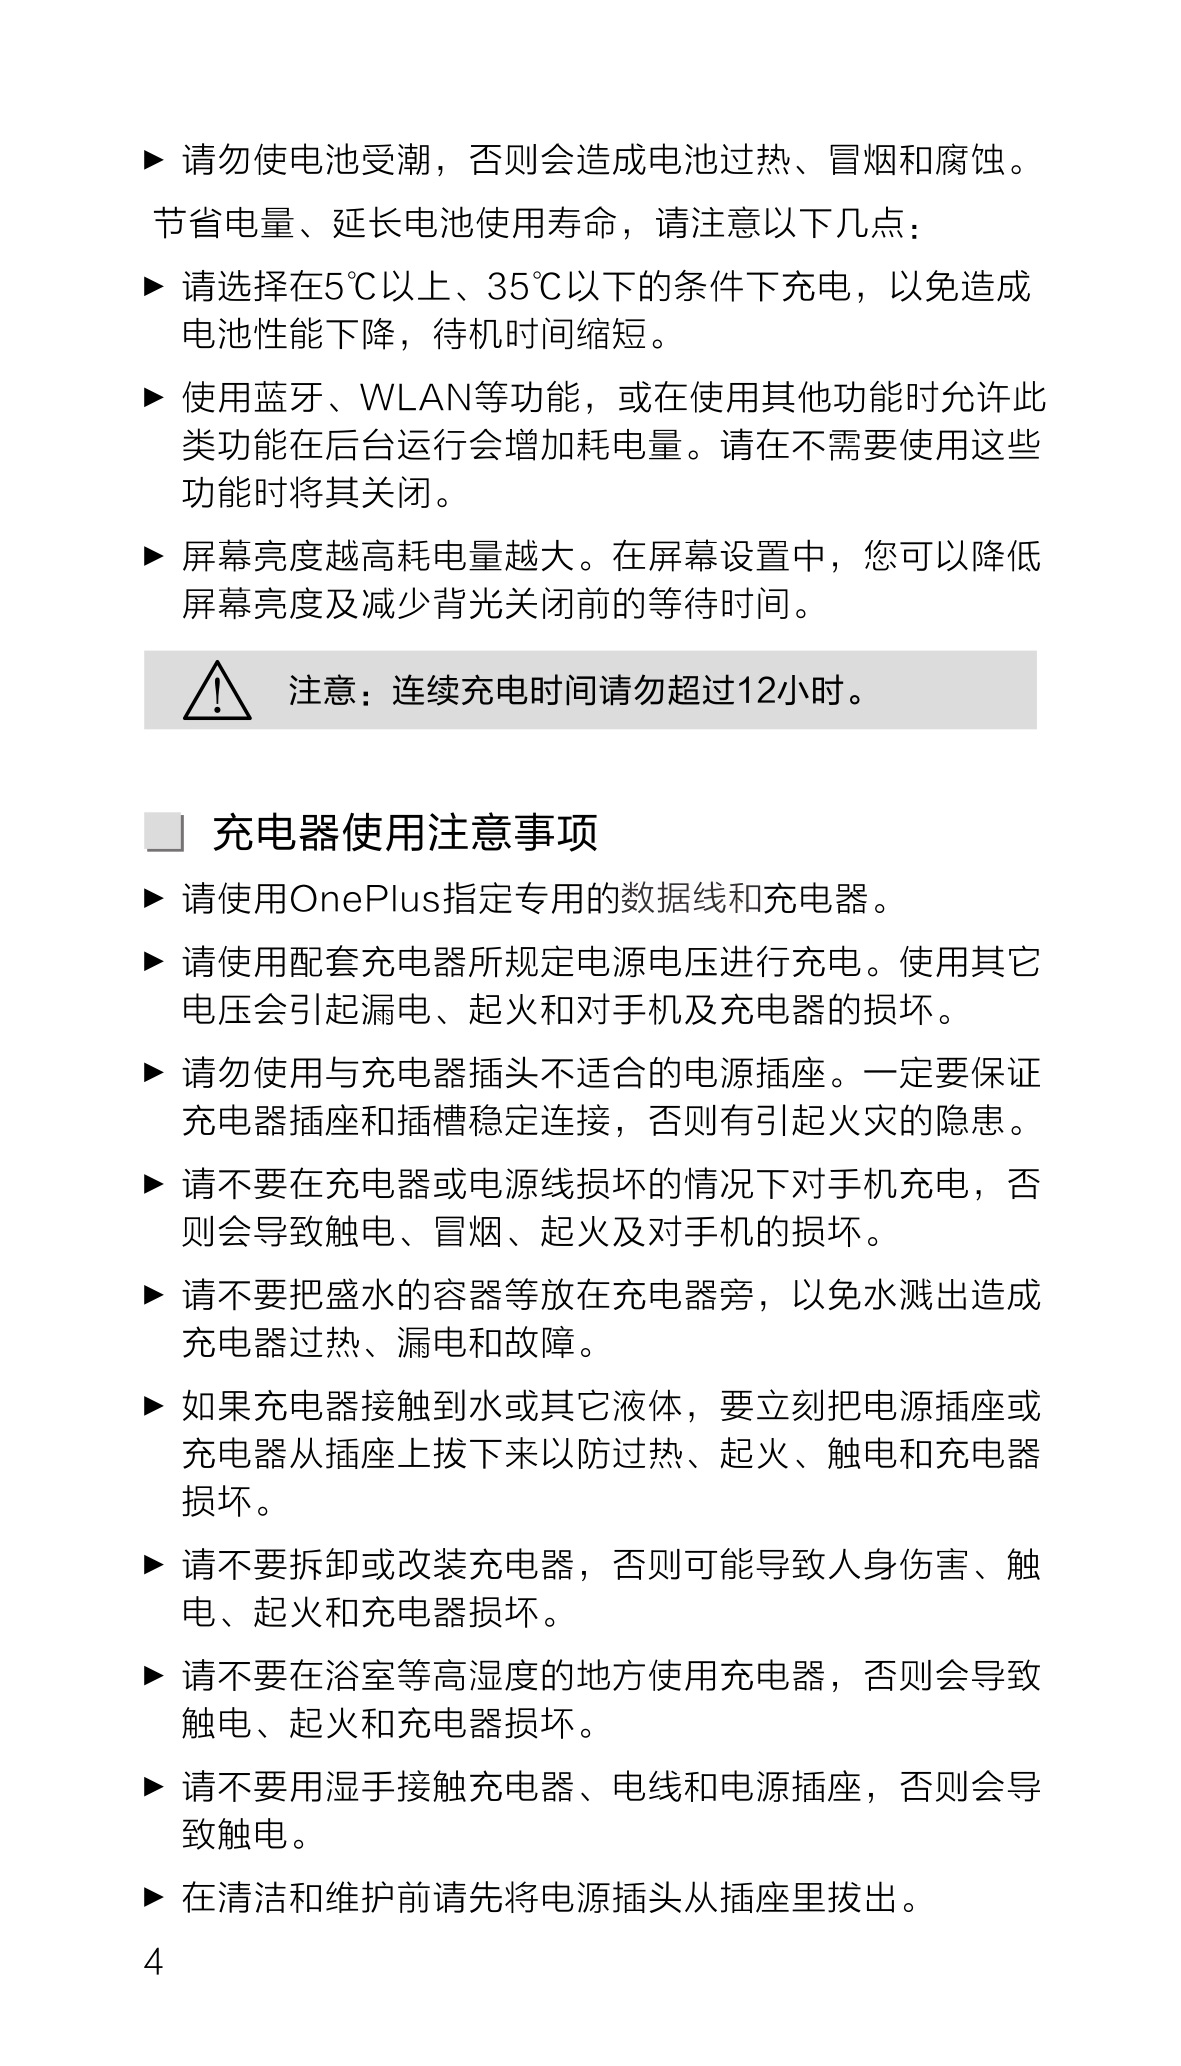 ▶ 请勿使电池受潮，否则会造成电池过热、冒烟和腐蚀。
节省电量、延长电池使用寿命，请注意以下几点：
▶ 请选择在5℃以上、35℃以下的条件下充电，以免造成
电池性能下降，待机时间缩短。
▶ 使用蓝牙、WLAN等功能，或在使用其他功能时允许此
类功能在后台运行会增加耗电量。请在不需要使用这些
功能时将其关闭。
▶ 屏幕亮度越高耗电量越大。在屏幕设置中，您可以降低
屏幕亮度及减少背光关闭前的等待时间。
注意：连续充电时间请勿超过12小时。
充电器使用注意事项
▶ 请使用OnePlus指定专用的数据线和充电器。
▶ 请使用配套充电器所规定电源电压进行充电。使用其它
电压会引起漏电、起火和对手机及充电器的损坏。
▶ 请勿使用与充电器插头不适合的电源插座。一定要保证
充电器插座和插槽稳定连接，否则有引起火灾的隐患。
▶ 请不要在充电器或电源线损坏的情况下对手机充电，否
则会导致触电、冒烟、起火及对手机的损坏。
▶ 请不要把盛水的容器等放在充电器旁，以免水溅出造成
充电器过热、漏电和故障。
▶ 如果充电器接触到水或其它液体，要立刻把电源插座或
充电器从插座上拔下来以防过热、起火、触电和充电器
损坏。
▶ 请不要拆卸或改装充电器，否则可能导致人身伤害、触
电、起火和充电器损坏。
▶ 请不要在浴室等高湿度的地方使用充电器，否则会导致
触电、起火和充电器损坏。
▶ 请不要用湿手接触充电器、电线和电源插座，否则会导
致触电。
▶ 在清洁和维护前请先将电源插头从插座里拔出。
4